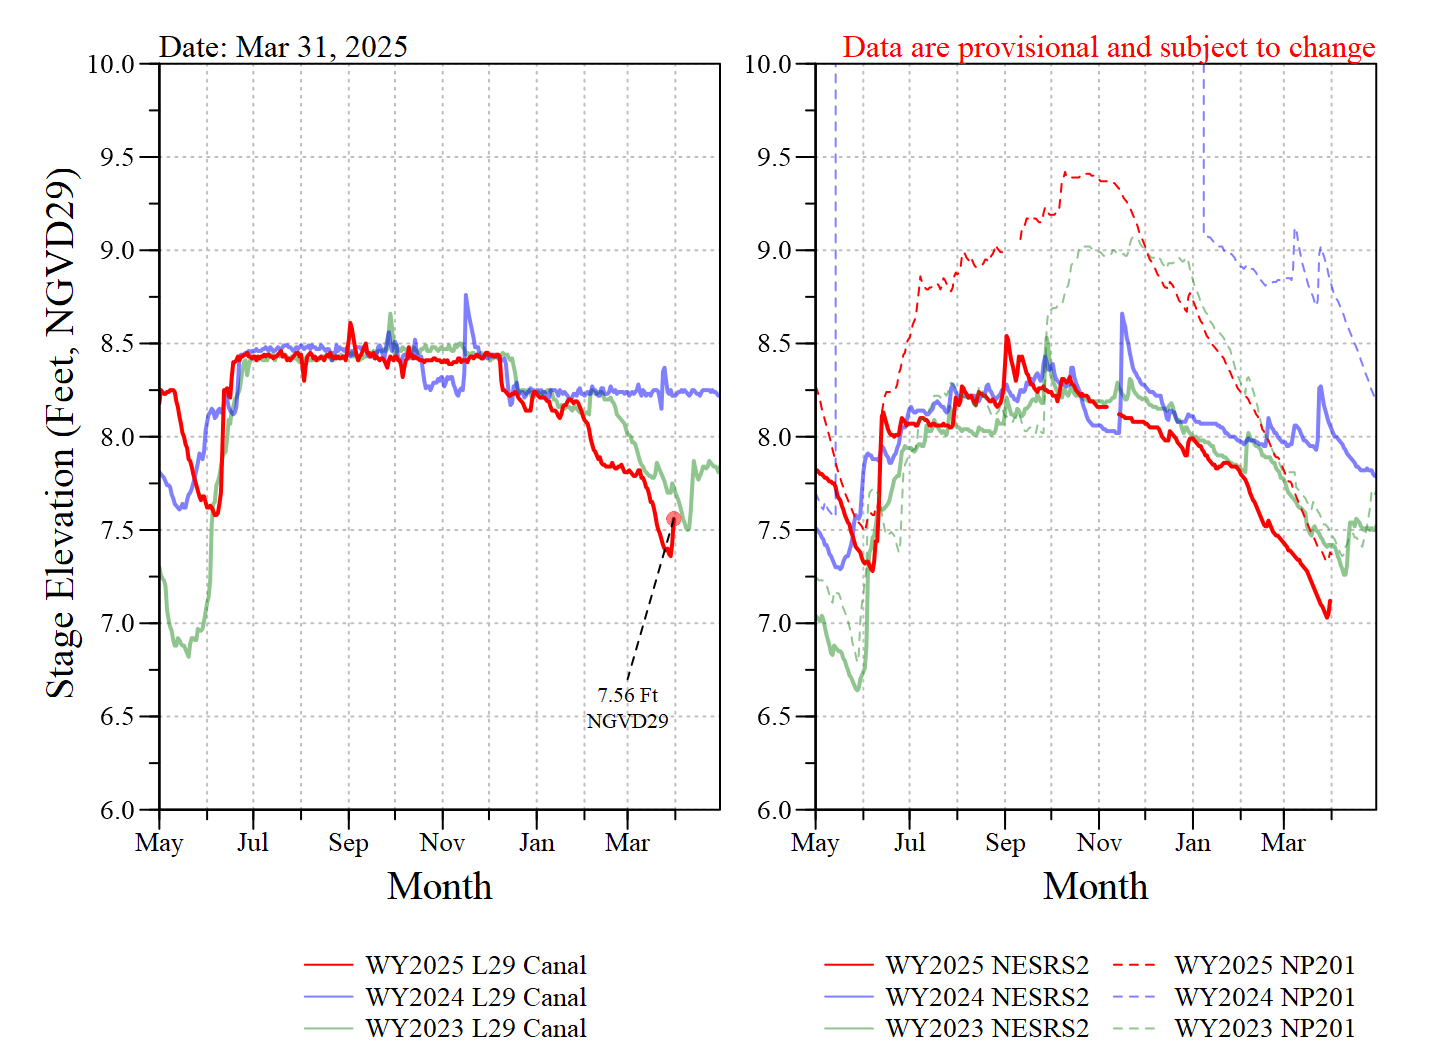 Date: Mar 31, 2025
Data are provisional and subject to change
Stage Elevation (Feet, NGVD29)
10.0
9.5
9.0
8.5
8.0
7.5
7.0
6.5
6.0
7.56 Ft
NGVD29
May Jul Sep Nov Jan Mar
Month
10.0
9.5
9.0
8.5
8.0
7.5
7.0
6.5
6.0
May Jul Sep Nov Jan Mar
Month
WY2025 L29 Canal
WY2024 L29 Canal
WY2023 L29 Canal
WY2025 NESRS2 WY2025 NP201
WY2024 NESRS2 WY2024 NP201
WY2023 NESRS2 WY2023 NP201